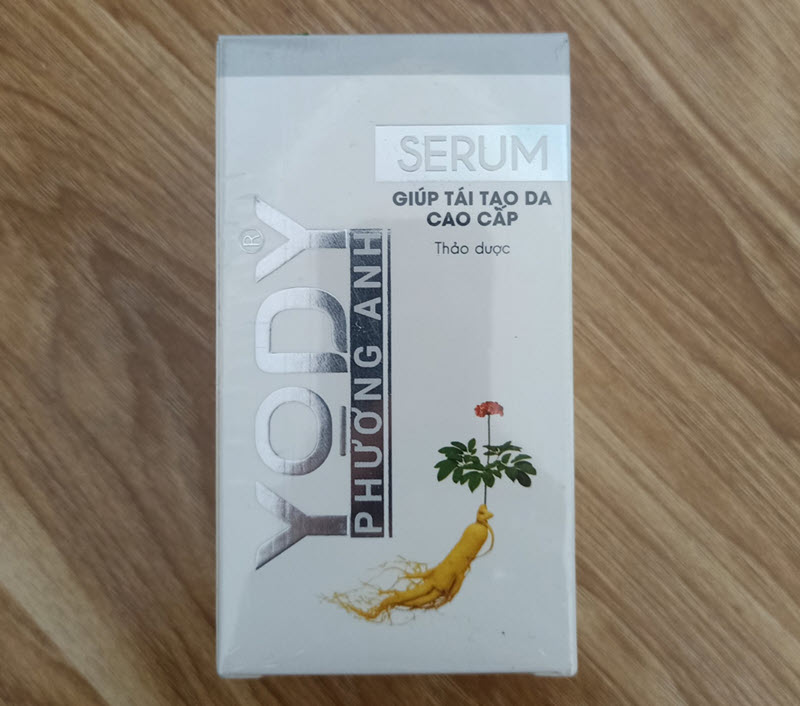 SERUM
GIÚP TÁI TẠO DA
CAO CẤP
Thảo dược
YODY®
PHƯƠNG ANH